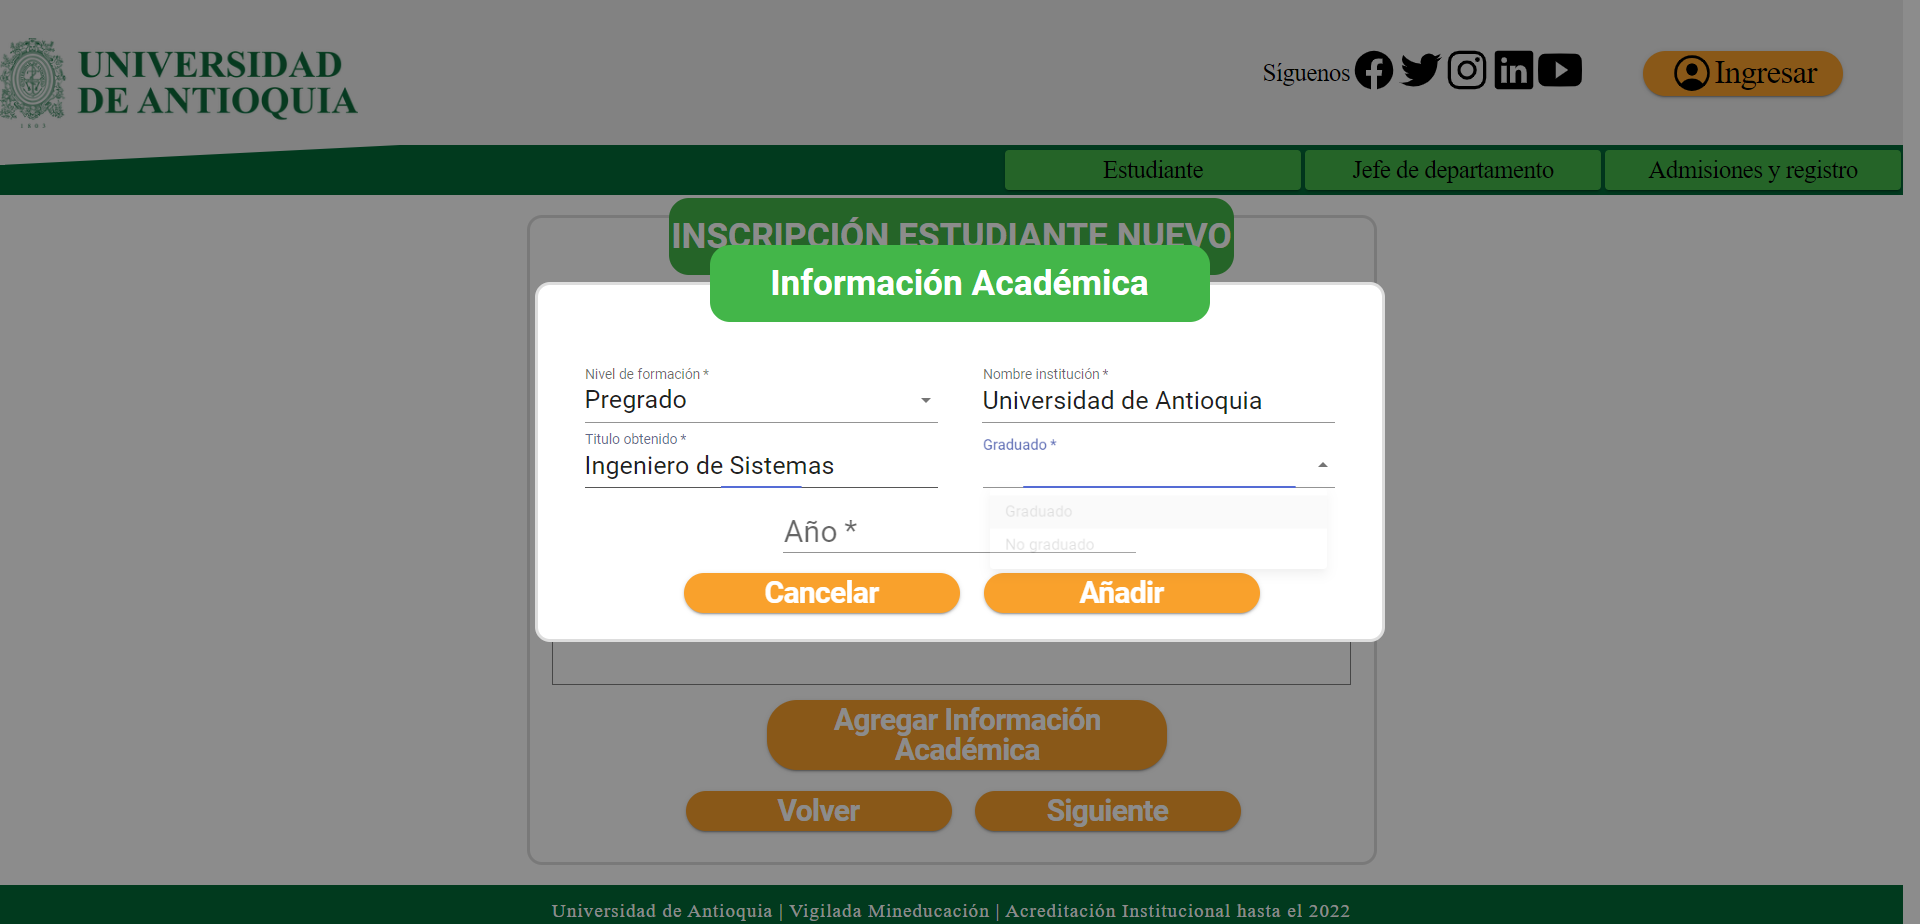 UNIVERSIDAD
DE ANTIOQUIA
1803
Síguenos
Ingresar
Estudiante
Jefe de departamento
Admisiones y registro
INSCRIPCIÓN ESTUDIANTE NUEVO
Información Académica
Nivel de formación *
Pregrado
Nombre institución *
Universidad de Antioquia
Titulo obtenido *
Ingeniero de Sistemas
Graduado *
Graduado
No graduado
Año *
Cancelar
Añadir
Agregar Información
Académica
Volver
Siguiente
Universidad de Antioquia | Vigilada Mineducación | Acreditación Institucional hasta el 2022